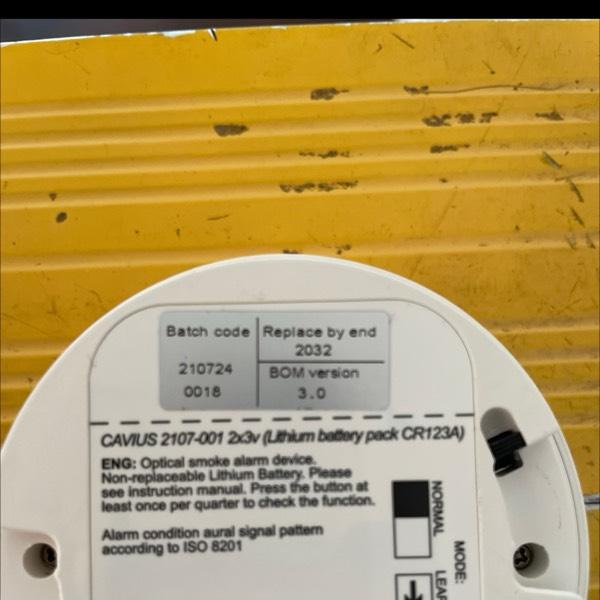 Batch code
210724
0018
Replace by end
2032
BOM version
3.0
CAVIUS 2107-001 2x3v (Lithium battery pack CR123A)
ENG: Optical smoke alarm device.
Non-replaceable Lithium Battery. Please
see instruction manual. Press the button at
least once per quarter to check the function.
Alarm condition aural signal pattern
according to ISO 8201
NORMAL
MODE: